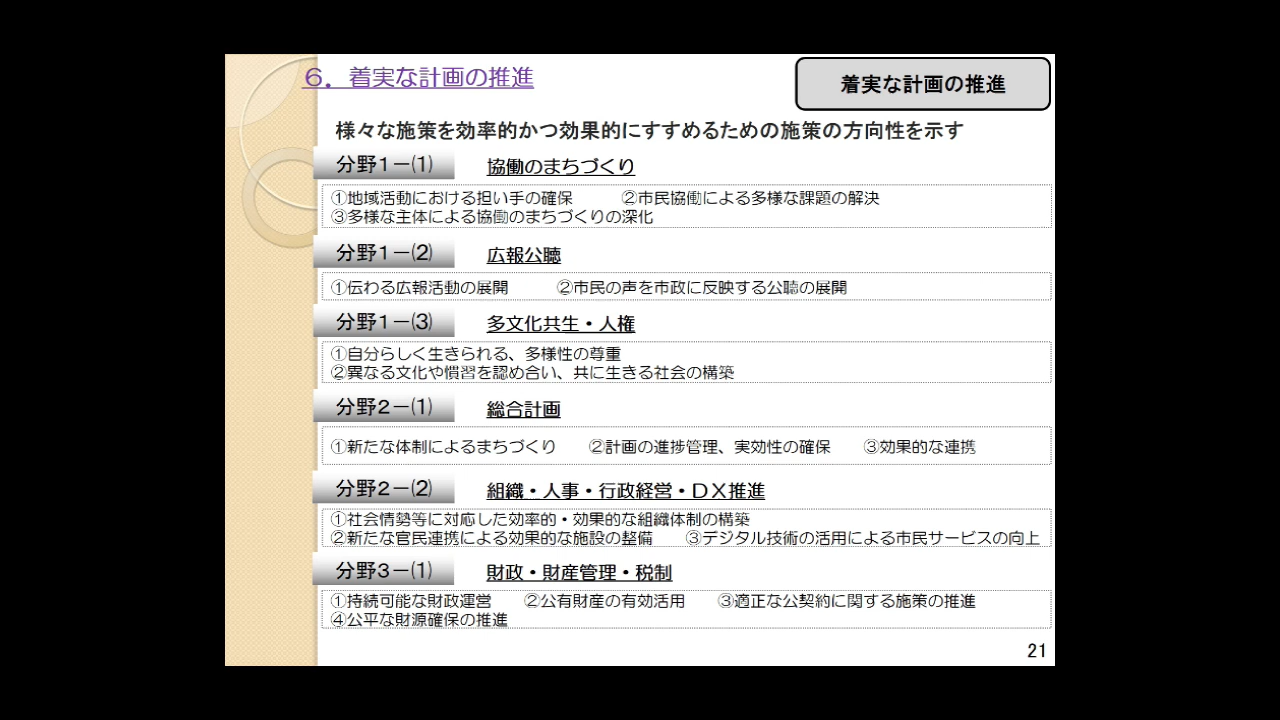 ６．着実な計画の推進
着実な計画の推進
様々な施策を効率的かつ効果的にすすめるための施策の方向性を示す
分野１－⑴ 協働のまちづくり
①地域活動における担い手の確保 ②市民協働による多様な課題の解決
③多様な主体による協働のまちづくりの深化
分野１－⑵ 広報公聴
①伝わる広報活動の展開 ②市民の声を市政に反映する公聴の展開
分野１－⑶ 多文化共生・人権
①自分らしく生きられる、多様性の尊重
②異なる文化や慣習を認め合い、共に生きる社会の構築
分野２－⑴ 総合計画
①新たな体制によるまちづくり ②計画の進捗管理、実効性の確保 ③効果的な連携
分野２－⑵ 組織・人事・行政経営・ＤＸ推進
①社会情勢等に対応した効率的・効果的な組織体制の構築
②新たな官民連携による効果的な施設の整備 ③デジタル技術の活用による市民サービスの向上
分野３－⑴ 財政・財産管理・税制
①持続可能な財政運営 ②公有財産の有効活用 ③適正な公契約に関する施策の推進
④公平な財源確保の推進
21